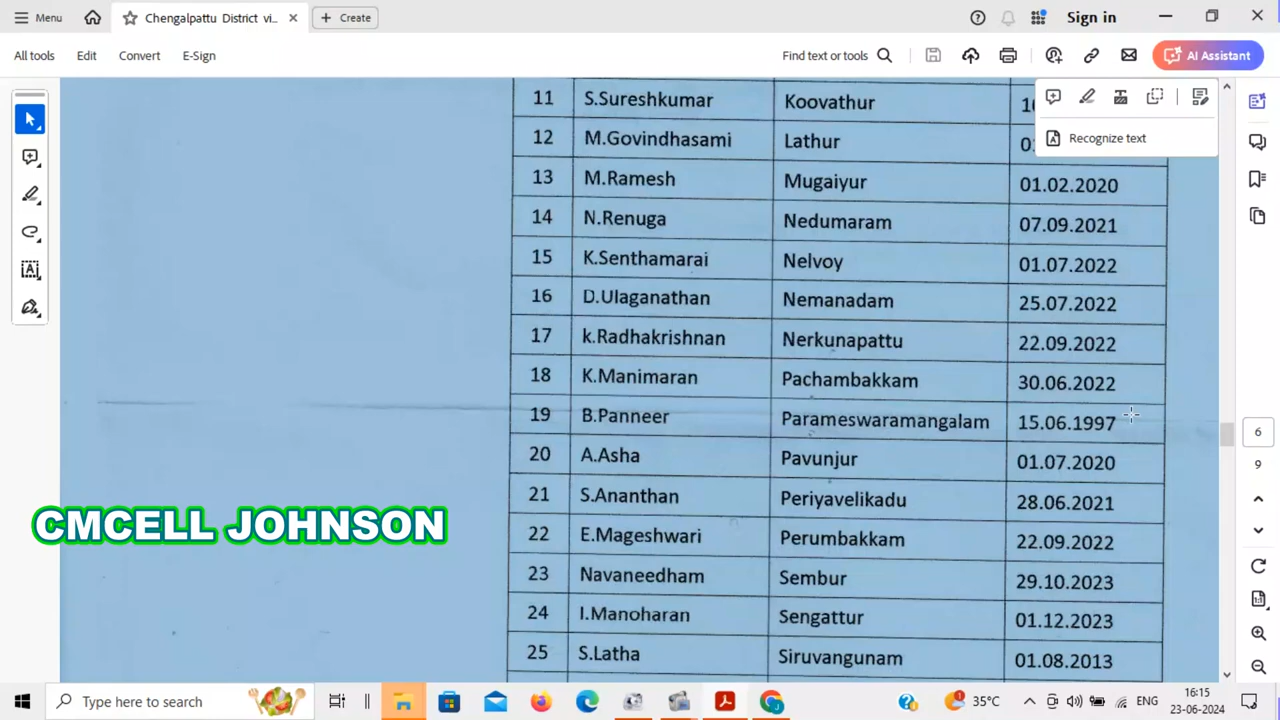 Menu
Chengalpattu District vi...
Create
Sign in
All tools
Edit
Convert
E-Sign
Find text or tools
AI Assistant
Recognize text
11 S.Sureshkumar Koovathur
12 M.Govindhasami Lathur
13 M.Ramesh Mugaiyur 01.02.2020
14 N.Renuga Nedumaram 07.09.2021
15 K.Senthamarai Nelvoy 01.07.2022
16 D.Ulaganathan Nemanadam 25.07.2022
17 k.Radhakrishnan Nerkunapattu 22.09.2022
18 K.Manimaran Pachambakkam 30.06.2022
19 B.Panneer Parameswaramangalam 15.06.1997
20 A.Asha Pavunjur 01.07.2020
21 S.Ananthan Periyavelikadu 28.06.2021
22 E.Mageshwari Perumbakkam 22.09.2022
23 Navaneedham Sembur 29.10.2023
24 I.Manoharan Sengattur 01.12.2023
25 S.Latha Siruvangunam 01.08.2013
6
9
CMCELL JOHNSON
Type here to search
35°C
ENG
16:15
23-06-2024